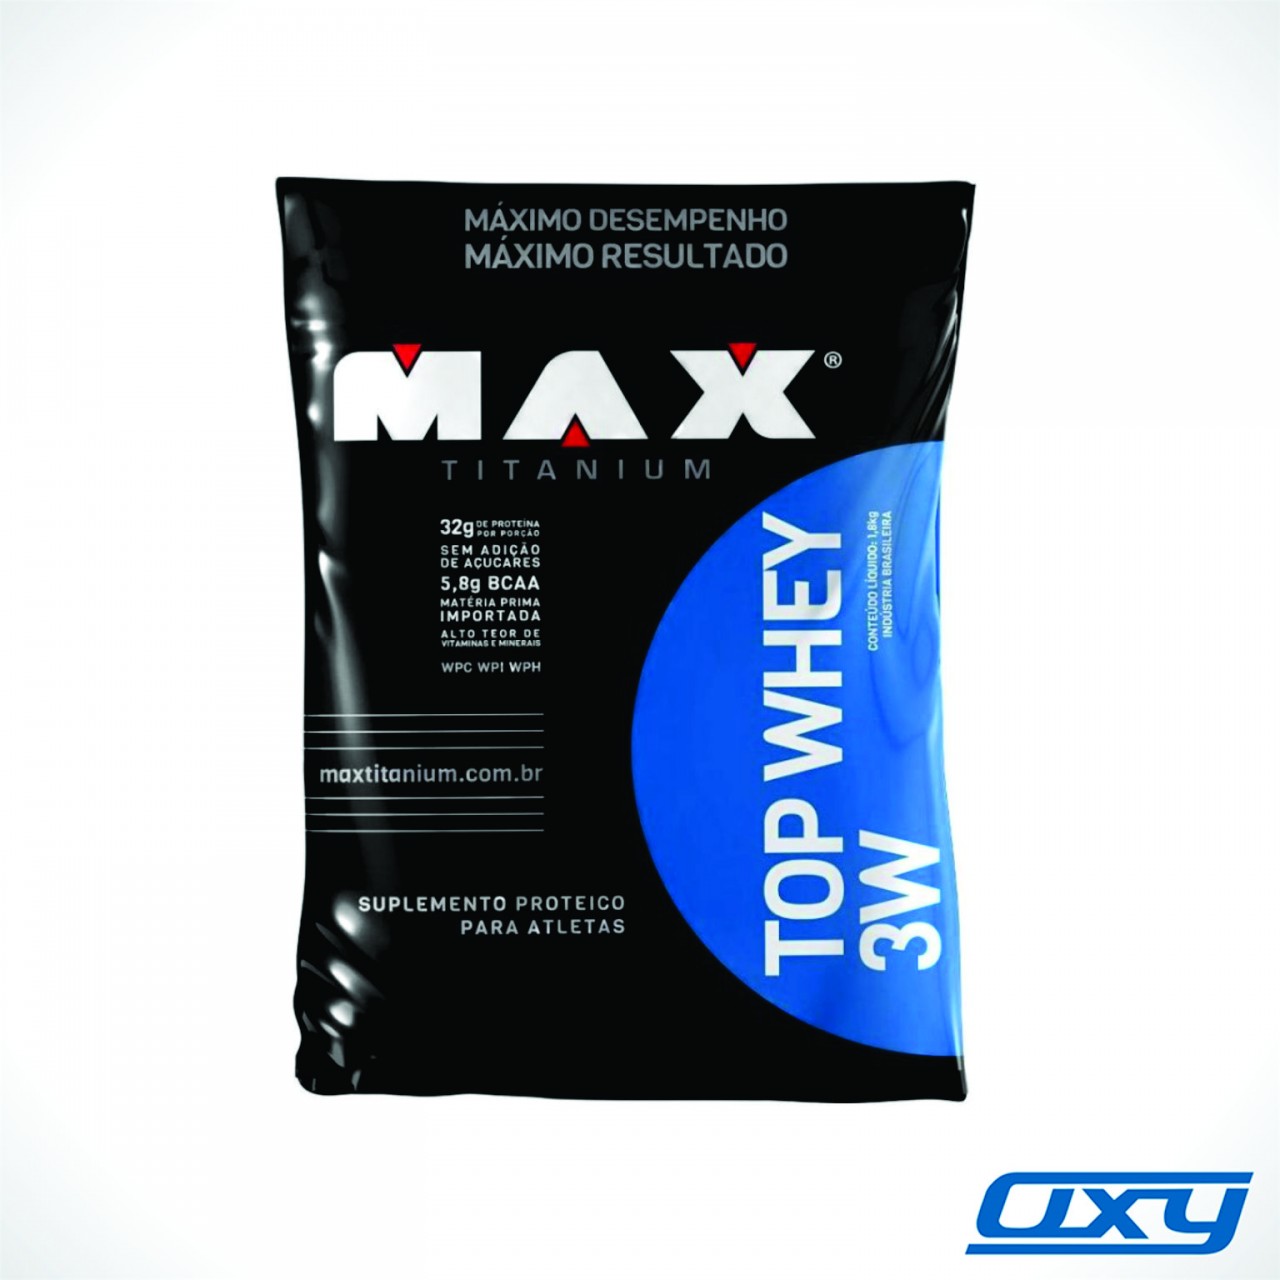 MÁXIMO DESEMPENHO
MÁXIMO RESULTADO
MAX®
TITANIUM
32g DE PROTEÍNA
POR PORÇÃO
SEM ADIÇÃO
DE AÇUCARES
5,8g BCAA
MATÉRIA PRIMA
IMPORTADA
ALTO TEOR DE
VITAMINAS E MINERAIS
WPC WPI WPH
maxtitanium.com.br
SUPLEMENTO PROTEICO
PARA ATLETAS
TOP WHEY
3W
CONTEÚDO LÍQUIDO: 1,8kg
INDÚSTRIA BRASILEIRA
oxy